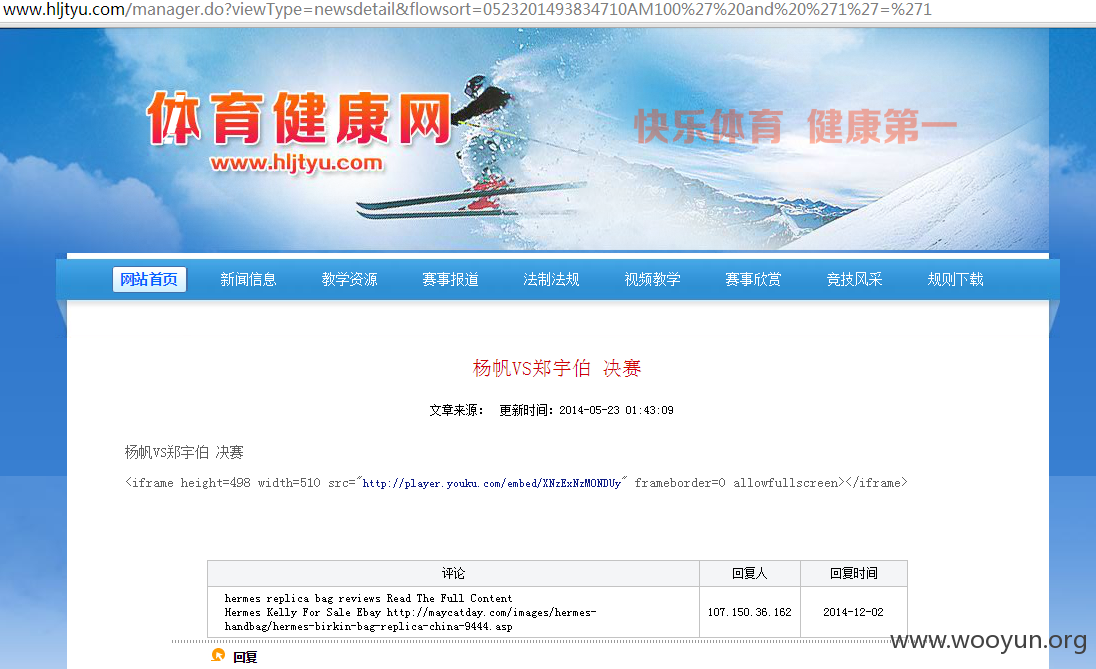 www.hljtyu.com/manager.do?viewType=newsdetail&flowsort=0523201493834710AM100%27%20and%20%271%27=%271
体育健康网
www.hljtyu.com
快乐体育 健康第一
网站首页 新闻信息 教学资源 赛事报道 法制法规 视频教学 赛事欣赏 竞技风采 规则下载
杨帆VS郑宇伯 决赛
文章来源: 更新时间: 2014-05-23 01:43:09
杨帆VS郑宇伯 决赛
<iframe height=498 width=510 src="http://player.youku.com/embed/XNzExNzM0NDUy" frameborder=0 allowfullscreen></iframe>
评论 回复人 回复时间
hermes replica bag reviews Read The Full Content
Hermes Kelly For Sale Ebay http://maycatday.com/images/hermes-
handbag/hermes-birkin-bag-replica-china-9444.asp
107.150.36.162 2014-12-02
www.wooyun.org
回复